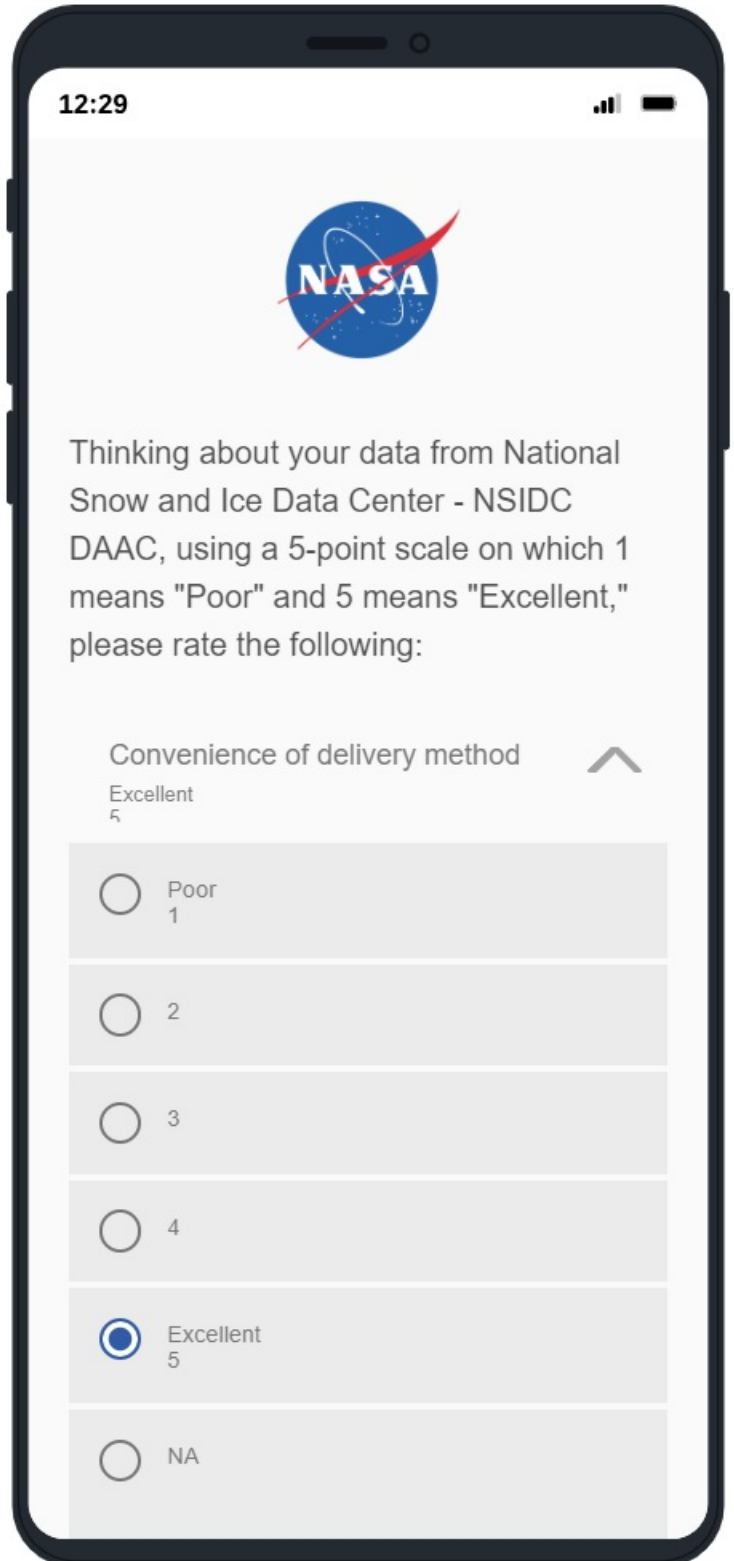 12:29
NASA
Thinking about your data from National
Snow and Ice Data Center - NSIDC
DAAC, using a 5-point scale on which 1
means "Poor" and 5 means "Excellent,"
please rate the following:
Convenience of delivery method
Excellent
5
Poor
1
2
3
4
Excellent
5
NA